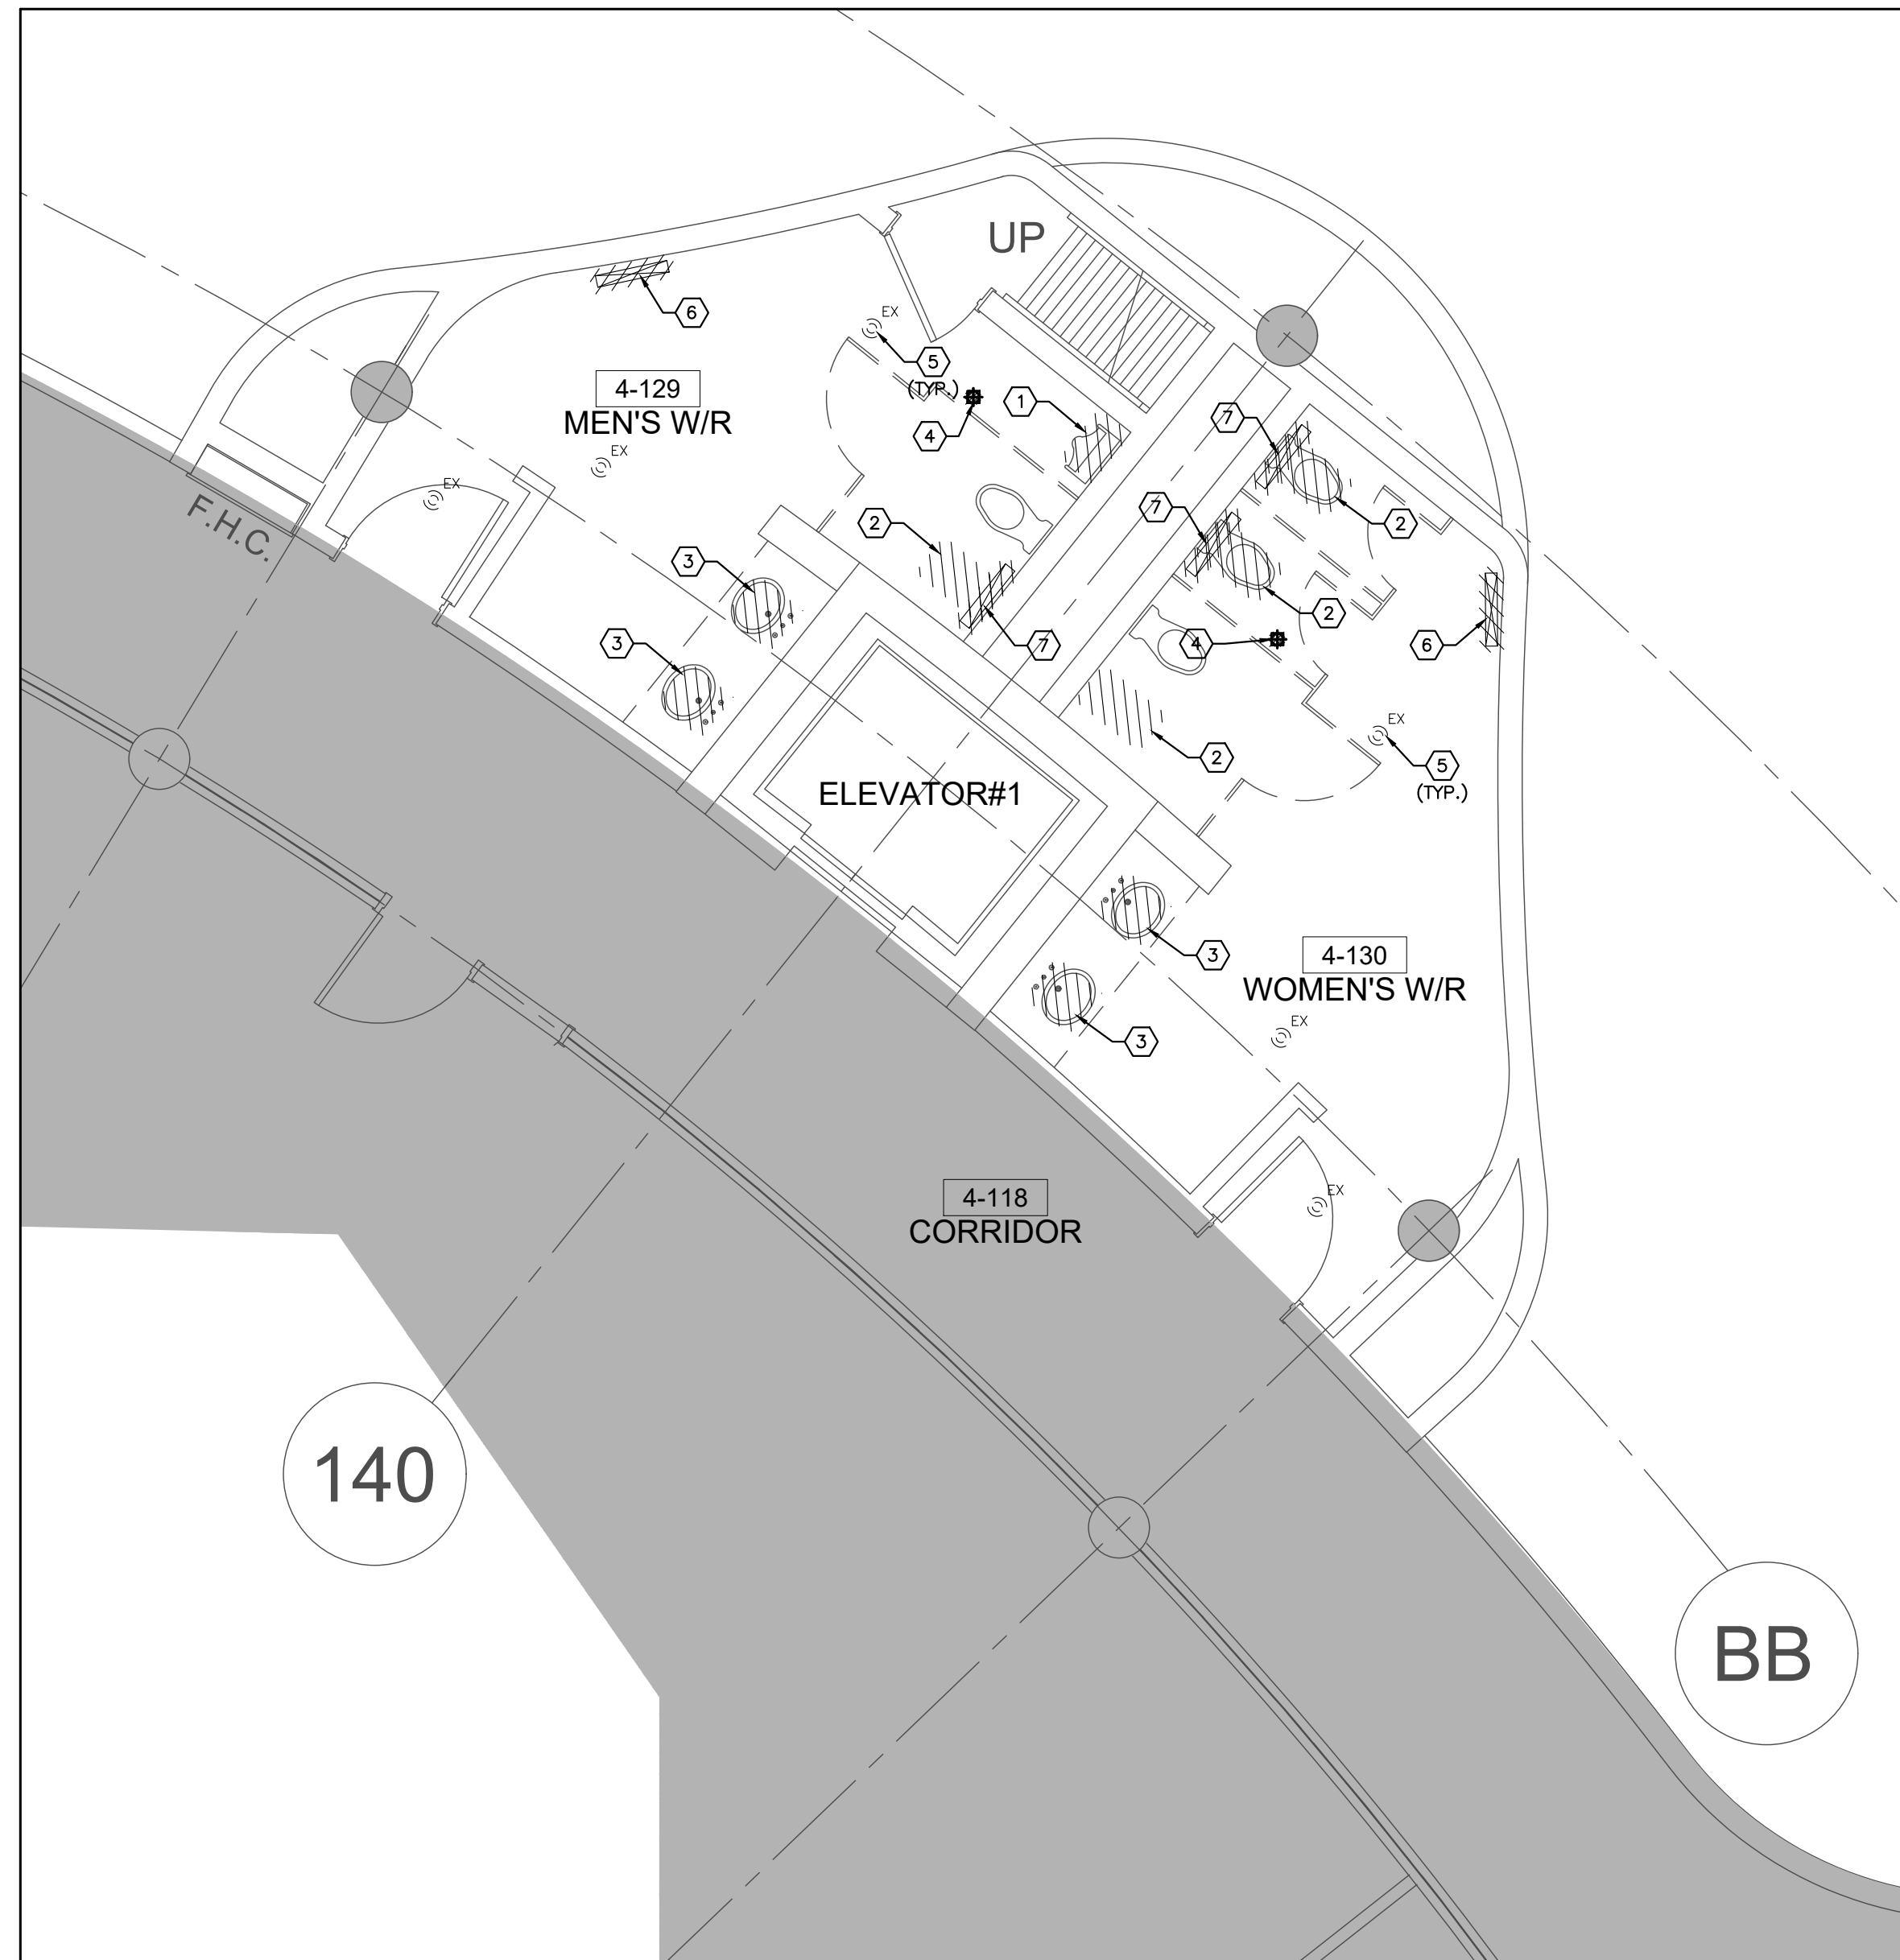 UP
6
EX
5
(TYP.)
4
1
7
2
4-129
MEN'S W/R
EX
EX
F.H.C.
2
7
2
3
3
7
4
6
2
EX
5
(TYP.)
ELEVATOR#1
3
4-130
WOMEN'S W/R
3
EX
EX
4-118
CORRIDOR
140
BB